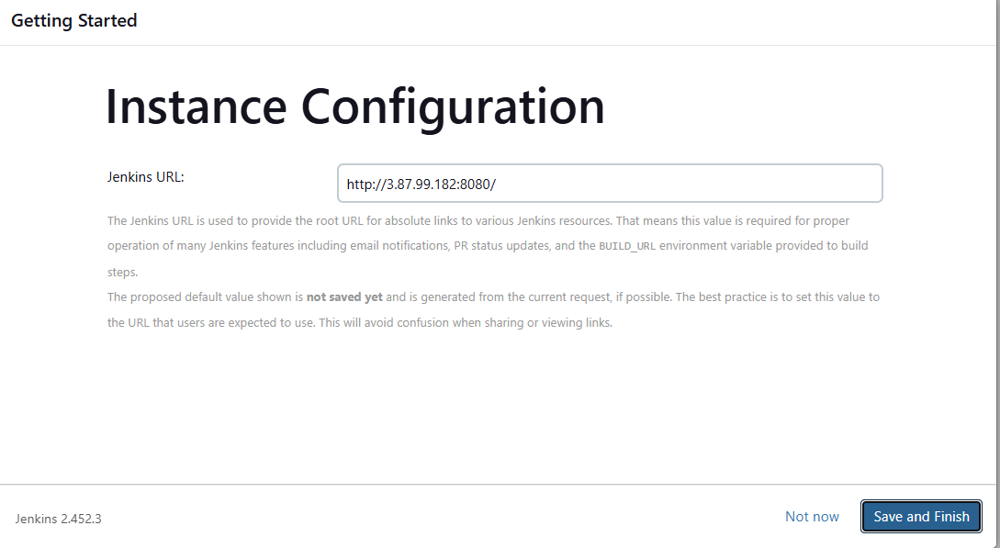 Getting Started
Instance Configuration
Jenkins URL:
http://3.87.99.182:8080/
The Jenkins URL is used to provide the root URL for absolute links to various Jenkins resources. That means this value is required for proper
operation of many Jenkins features including email notifications, PR status updates, and the BUILD_URL environment variable provided to build
steps.
The proposed default value shown is not saved yet and is generated from the current request, if possible. The best practice is to set this value to
the URL that users are expected to use. This will avoid confusion when sharing or viewing links.
Jenkins 2.452.3
Not now
Save and Finish